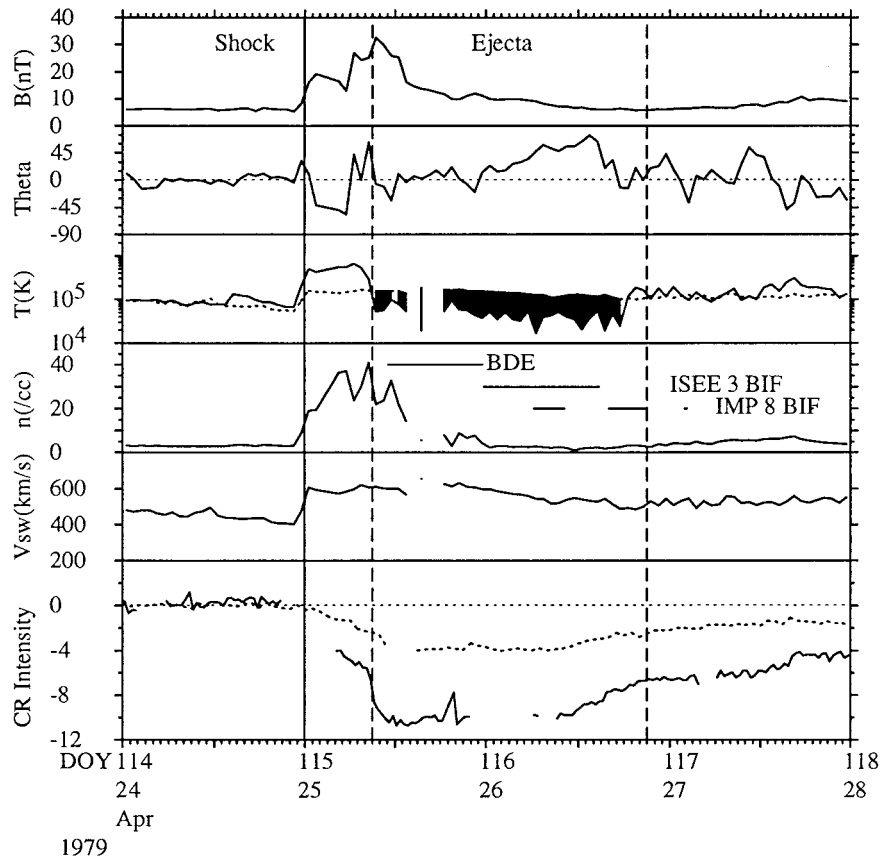 Shock
Ejecta
B(nT)
40
30
20
10
0
Theta
45
0
-45
-90
T(K)
10^5
10^4
n(/cc)
40
20
0
BDE
ISEE 3 BIF
IMP 8 BIF
Vsw(km/s)
600
400
200
CR Intensity
0
-4
-8
-12
DOY 114 115 116 117 118
24 25 26 27 28
Apr
1979